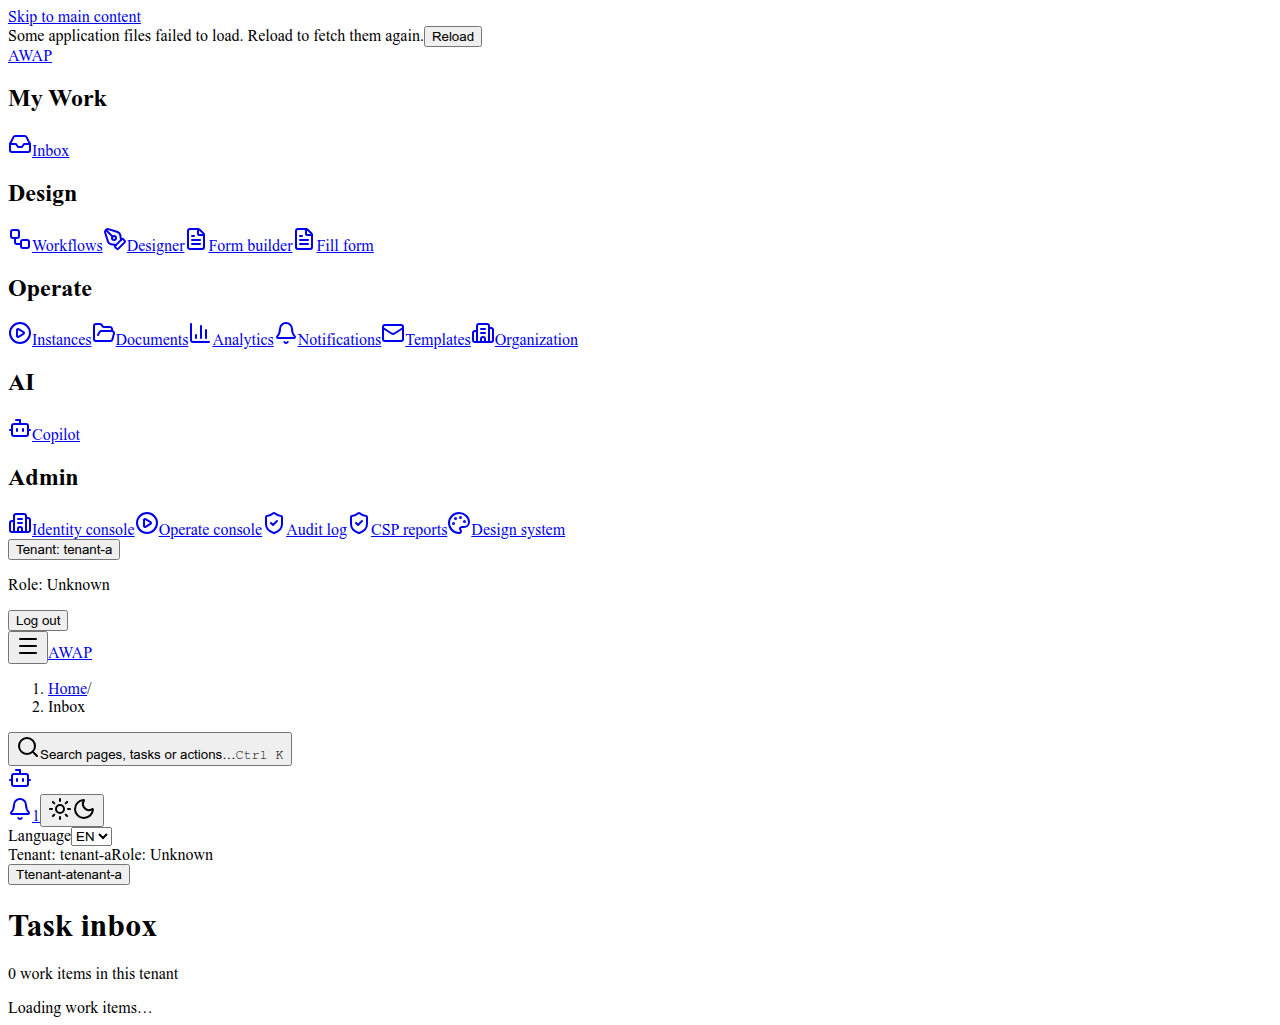 Skip to main content
Some application files failed to load. Reload to fetch them again. Reload
AWAP
My Work
Inbox
Design
Workflows Designer Form builder Fill form
Operate
Instances Documents Analytics Notifications Templates Organization
AI
Copilot
Admin
Identity console Operate console Audit log CSP reports Design system
Tenant: tenant-a
Role: Unknown
Log out
AWAP
1. Home/
2. Inbox
Search pages, tasks or actions...Ctrl K
1
Language EN
Tenant: tenant-aRole: Unknown
Ttenant-atenant-a
Task inbox
0 work items in this tenant
Loading work items...